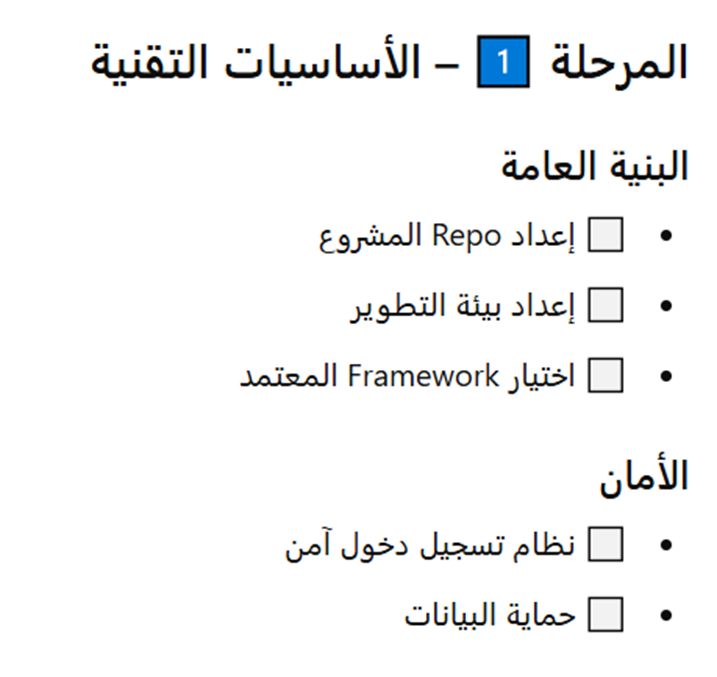 المرحلة 1️⃣ – الأساسيات التقنية
البنية العامة
• ☐ إعداد Repo المشروع
• ☐ إعداد بيئة التطوير
• ☐ اختيار Framework المعتمد
الأمان
• ☐ نظام تسجيل دخول آمن
• ☐ حماية البيانات